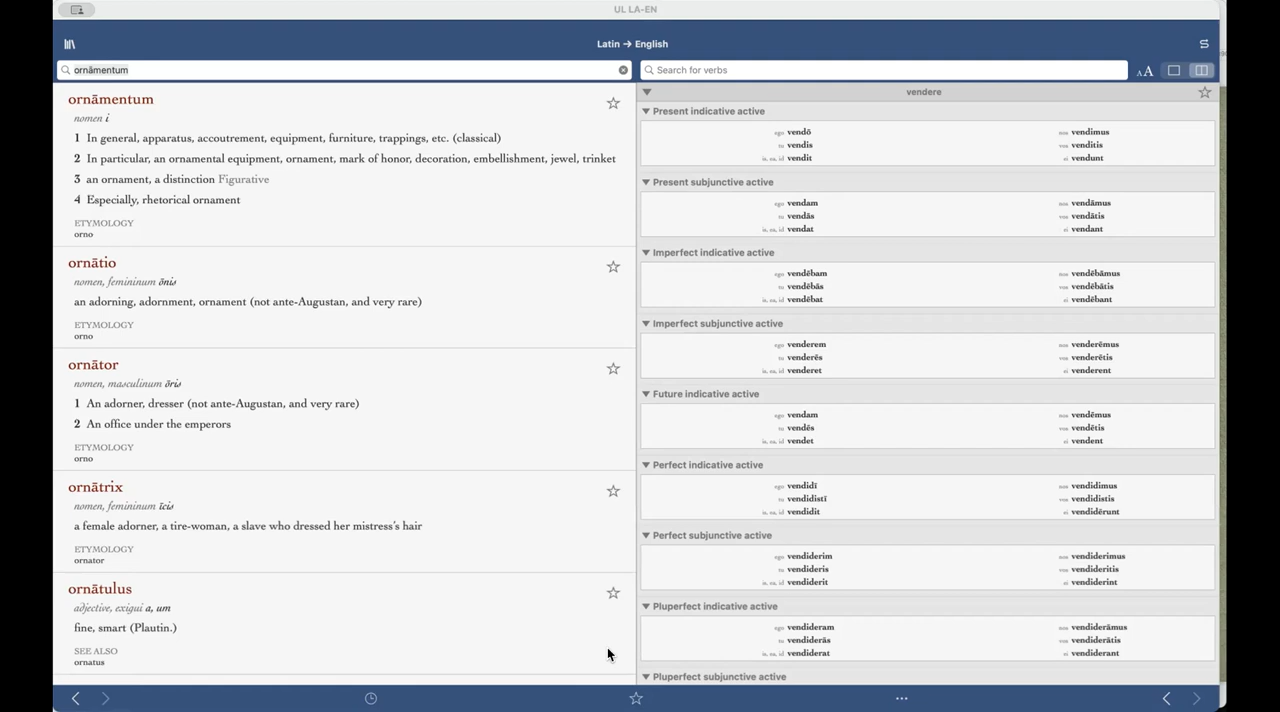 UL LA-EN
Latin → English
ornāmentum
Search for verbs
AA
ornāmentum
nomen i
1 In general, apparatus, accoutrement, equipment, furniture, trappings, etc. (classical)
2 In particular, an ornamental equipment, ornament, mark of honor, decoration, embellishment, jewel, trinket
3 an ornament, a distinction Figurative
4 Especially, rhetorical ornament
ETYMOLOGY
orno
ornātio
nomen, femininum ōnis
an adorning, adornment, ornament (not ante-Augustan, and very rare)
ETYMOLOGY
orno
ornātor
nomen, masculinum ōris
1 An adorner, dresser (not ante-Augustan, and very rare)
2 An office under the emperors
ETYMOLOGY
orno
ornātrix
nomen, femininum īcis
a female adorner, a tire-woman, a slave who dressed her mistress's hair
ETYMOLOGY
ornator
ornātulus
adjective, exigui a, um
fine, smart (Plautin.)
SEE ALSO
ornatus
vendere
Present indicative active
ego vendō nos vendimus
tu vendis vos venditis
is, ea, id vendit ei vendunt
Present subjunctive active
ego vendam nos vendāmus
tu vendās vos vendātis
is, ea, id vendat ei vendant
Imperfect indicative active
ego vendēbam nos vendēbāmus
tu vendēbās vos vendēbātis
is, ea, id vendēbat ei vendēbant
Imperfect subjunctive active
ego venderem nos venderēmus
tu venderēs vos venderētis
is, ea, id venderet ei venderent
Future indicative active
ego vendam nos vendēmus
tu vendēs vos vendētis
is, ea, id vendet ei vendent
Perfect indicative active
ego vendidī nos vendidimus
tu vendidistī vos vendidistis
is, ea, id vendidit ei vendidērunt
Perfect subjunctive active
ego vendiderim nos vendiderimus
tu vendideris vos vendideritis
is, ea, id vendiderit ei vendiderint
Pluperfect indicative active
ego vendideram nos vendiderāmus
tu vendiderās vos vendiderātis
is, ea, id vendiderat ei vendiderant
Pluperfect subjunctive active